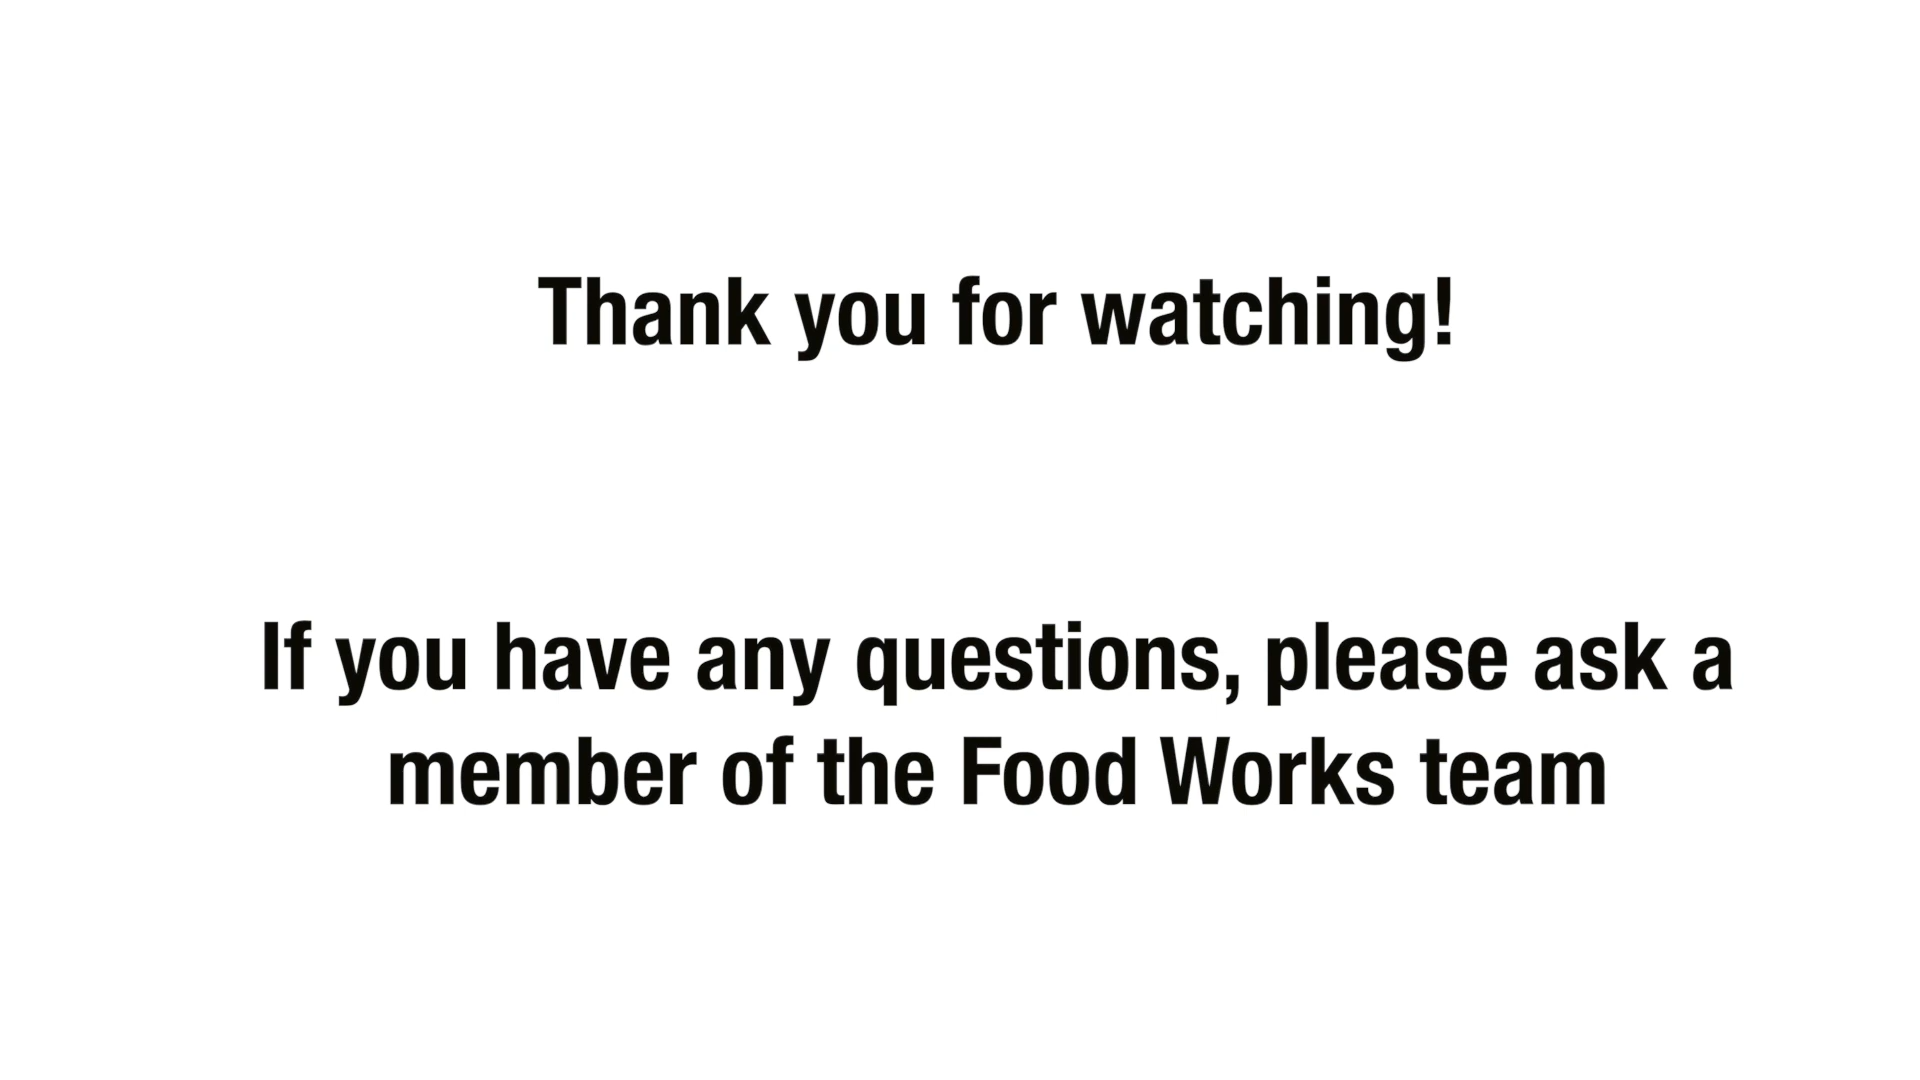 Thank you for watching!
If you have any questions, please ask a
member of the Food Works team